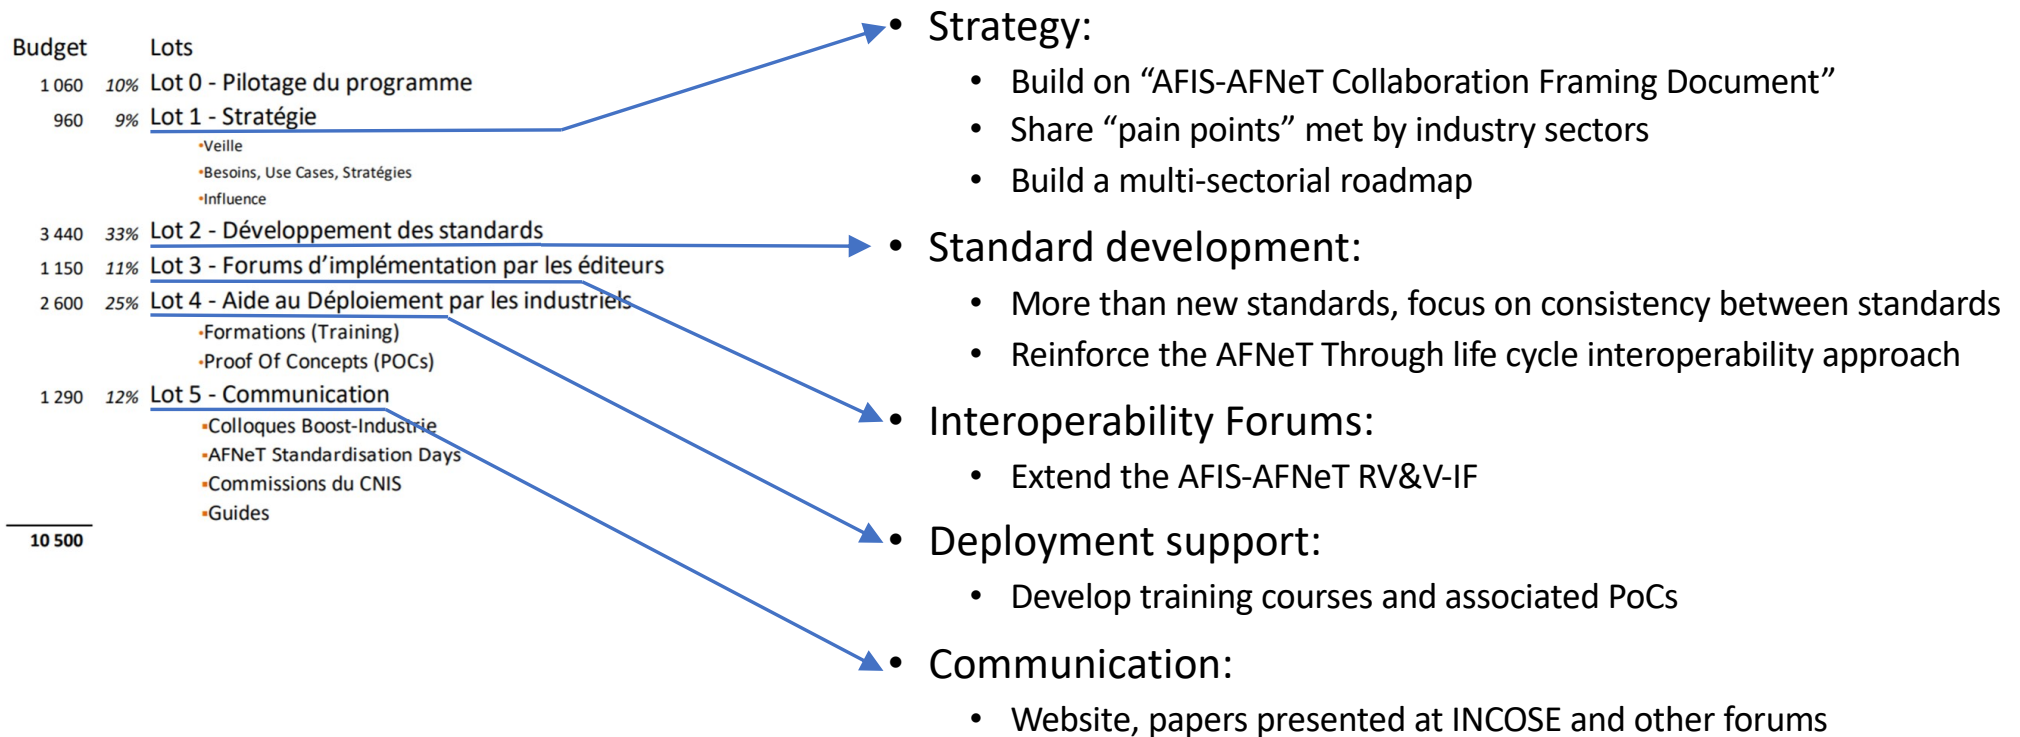 Budget Lots
1 060 10% Lot 0 - Pilotage du programme
960 9% Lot 1 - Stratégie
•Veille
•Besoins, Use Cases, Stratégies
•Influence
3 440 33% Lot 2 - Développement des standards
1 150 11% Lot 3 - Forums d’implémentation par les éditeurs
2 600 25% Lot 4 - Aide au Déploiement par les industriels
•Formations (Training)
•Proof Of Concepts (POCs)
1 290 12% Lot 5 - Communication
▪Colloques Boost-Industrie
▪AFNeT Standardisation Days
▪Commissions du CNIS
▪Guides
10 500
• Strategy:
• Build on “AFIS-AFNeT Collaboration Framing Document”
• Share “pain points” met by industry sectors
• Build a multi-sectorial roadmap
• Standard development:
• More than new standards, focus on consistency between standards
• Reinforce the AFNeT Through life cycle interoperability approach
• Interoperability Forums:
• Extend the AFIS-AFNeT RV&V-IF
• Deployment support:
• Develop training courses and associated PoCs
• Communication:
• Website, papers presented at INCOSE and other forums